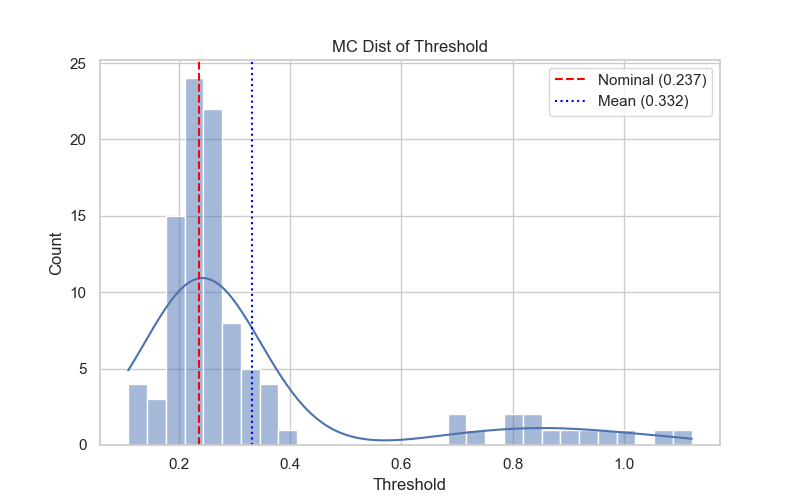 MC Dist of Threshold
Nominal (0.237)
Mean (0.332)
25
20
15
10
5
0
Count
0.2
0.4
0.6
0.8
1.0
Threshold